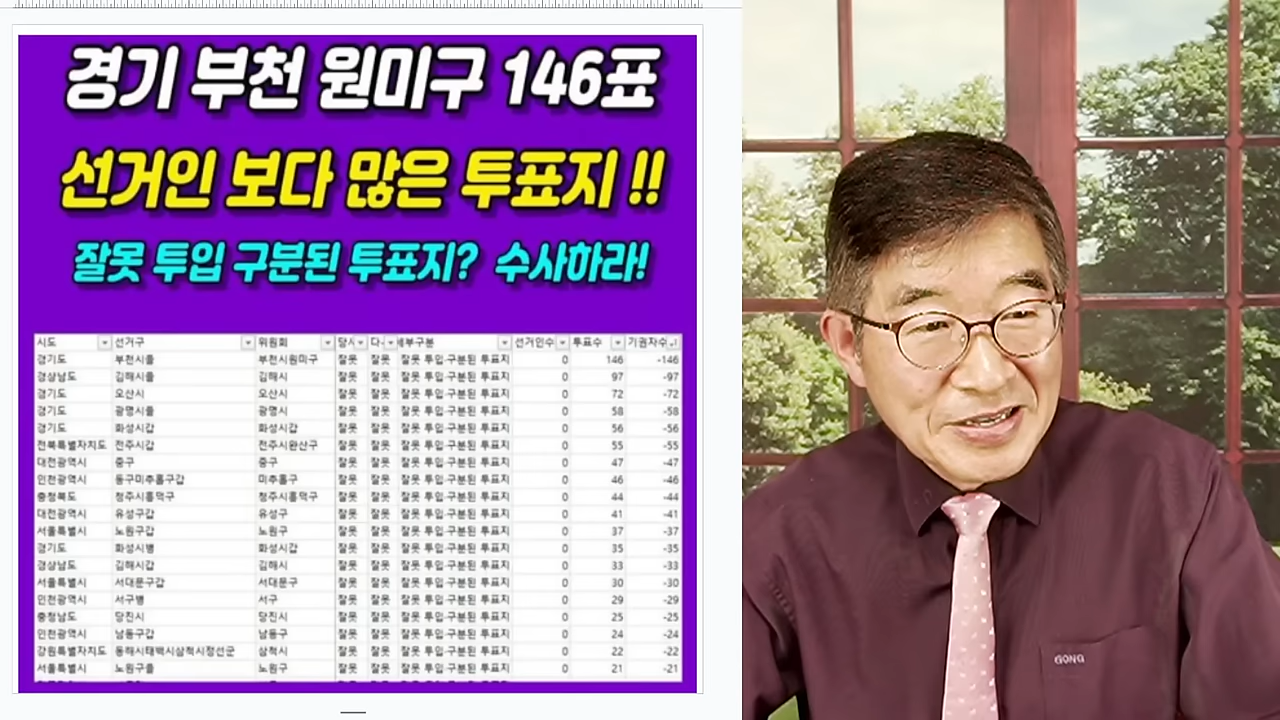 경기 부천 원미구 146표
선거인 보다 많은 투표지 !!
잘못 투입 구분된 투표지? 수사하라!
시도 선거구 위원회 세부구분 선거인수 투표수 기권자수
경기도 부천시을 부천시원미구 잘못 잘못 잘못 투입·구분된 투표지 0 146 -146
경상남도 김해시을 김해시 잘못 잘못 잘못 투입·구분된 투표지 0 97 -97
경기도 오산시 오산시 잘못 잘못 잘못 투입·구분된 투표지 0 72 -72
경기도 광명시을 광명시 잘못 잘못 잘못 투입·구분된 투표지 0 58 -58
경기도 화성시갑 화성시갑 잘못 잘못 잘못 투입·구분된 투표지 0 56 -56
전북특별자치도 전주시갑 전주시완산구 잘못 잘못 잘못 투입·구분된 투표지 0 55 -55
대전광역시 중구 중구 잘못 잘못 잘못 투입·구분된 투표지 0 47 -47
인천광역시 동구미추홀구갑 미추홀구 잘못 잘못 잘못 투입·구분된 투표지 0 46 -46
충청북도 청주시흥덕구 청주시흥덕구 잘못 잘못 잘못 투입·구분된 투표지 0 44 -44
대전광역시 유성구갑 유성구 잘못 잘못 잘못 투입·구분된 투표지 0 41 -41
서울특별시 노원구갑 노원구 잘못 잘못 잘못 투입·구분된 투표지 0 37 -37
경기도 화성시병 화성시갑 잘못 잘못 잘못 투입·구분된 투표지 0 35 -35
경상남도 김해시갑 김해시 잘못 잘못 잘못 투입·구분된 투표지 0 33 -33
서울특별시 서대문구갑 서대문구 잘못 잘못 잘못 투입·구분된 투표지 0 30 -30
인천광역시 서구병 서구 잘못 잘못 잘못 투입·구분된 투표지 0 29 -29
충청남도 당진시 당진시 잘못 잘못 잘못 투입·구분된 투표지 0 25 -25
인천광역시 남동구갑 남동구 잘못 잘못 잘못 투입·구분된 투표지 0 24 -24
강원특별자치도 동해시태백시삼척시정선군 삼척시 잘못 잘못 잘못 투입·구분된 투표지 0 22 -22
서울특별시 노원구을 노원구 잘못 잘못 잘못 투입·구분된 투표지 0 21 -21
GONG